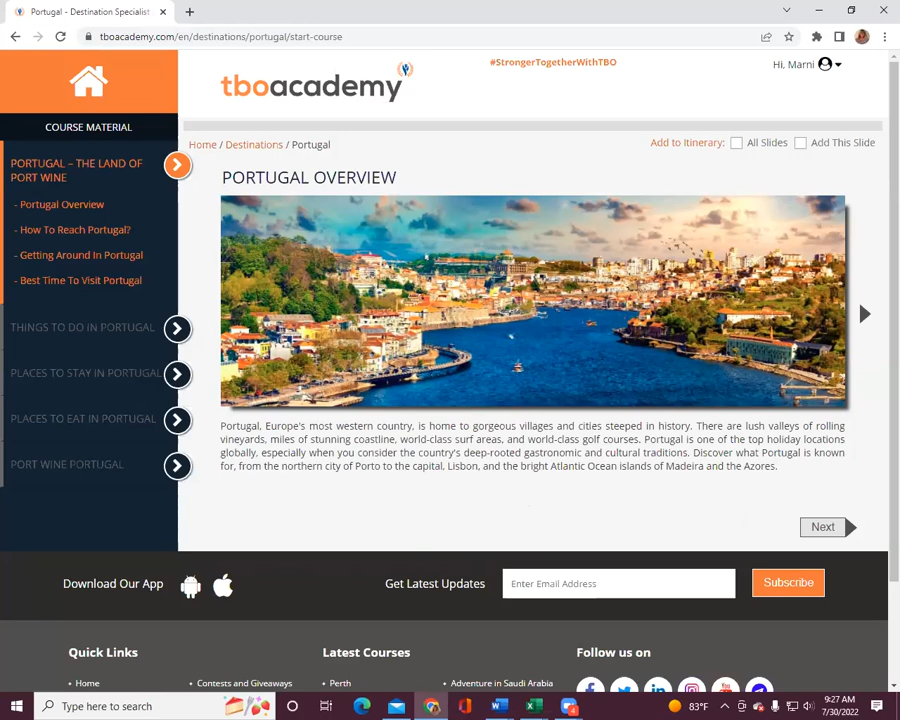 Portugal – Destination Specialist
tboacademy.com/en/destinations/portugal/start-course
#StrongerTogetherWithTBO
tboacademy
Hi, Marni
COURSE MATERIAL
Home / Destinations / Portugal
Add to Itinerary: All Slides Add This Slide
PORTUGAL – THE LAND OF
PORT WINE
- Portugal Overview
- How To Reach Portugal?
- Getting Around In Portugal
- Best Time To Visit Portugal
THINGS TO DO IN PORTUGAL
PLACES TO STAY IN PORTUGAL
PLACES TO EAT IN PORTUGAL
PORT WINE PORTUGAL
PORTUGAL OVERVIEW
Portugal, Europe's most western country, is home to gorgeous villages and cities steeped in history. There are lush valleys of rolling
vineyards, miles of stunning coastline, world-class surf areas, and world-class golf courses. Portugal is one of the top holiday locations
globally, especially when you consider the country's deep-rooted gastronomic and cultural traditions. Discover what Portugal is known
for, from the northern city of Porto to the capital, Lisbon, and the bright Atlantic Ocean islands of Madeira and the Azores.
Next
Download Our App
Get Latest Updates
Enter Email Address
Subscribe
Quick Links
Latest Courses
Follow us on
• Home
• Contests and Giveaways
• Perth
• Adventure in Saudi Arabia
Type here to search
83°F
9:27 AM
7/30/2022